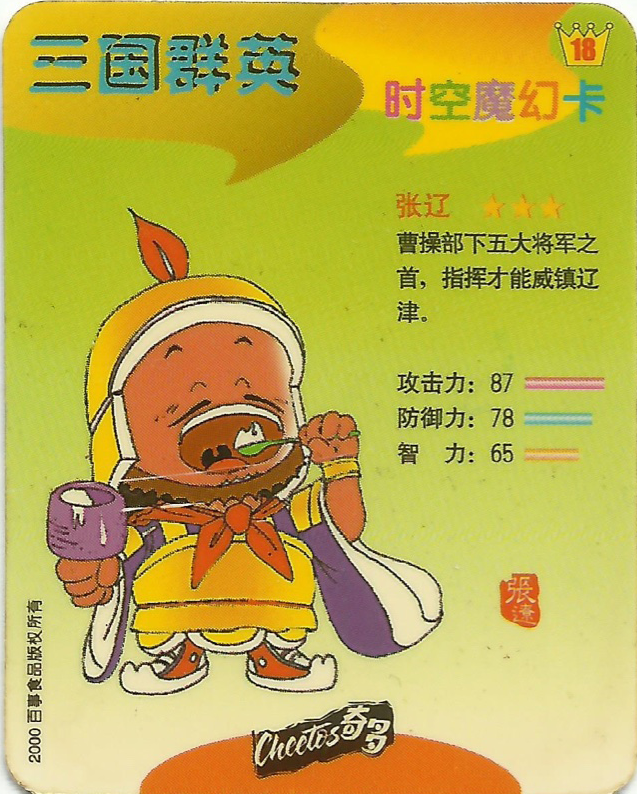 三国群英
18
时空魔幻卡
张辽 ★★★
曹操部下五大将军之
首，指挥才能威镇辽
津。
攻击力：87
防御力：78
智　力：65
張
遼
2000 百事食品版权所有
Cheetos奇多